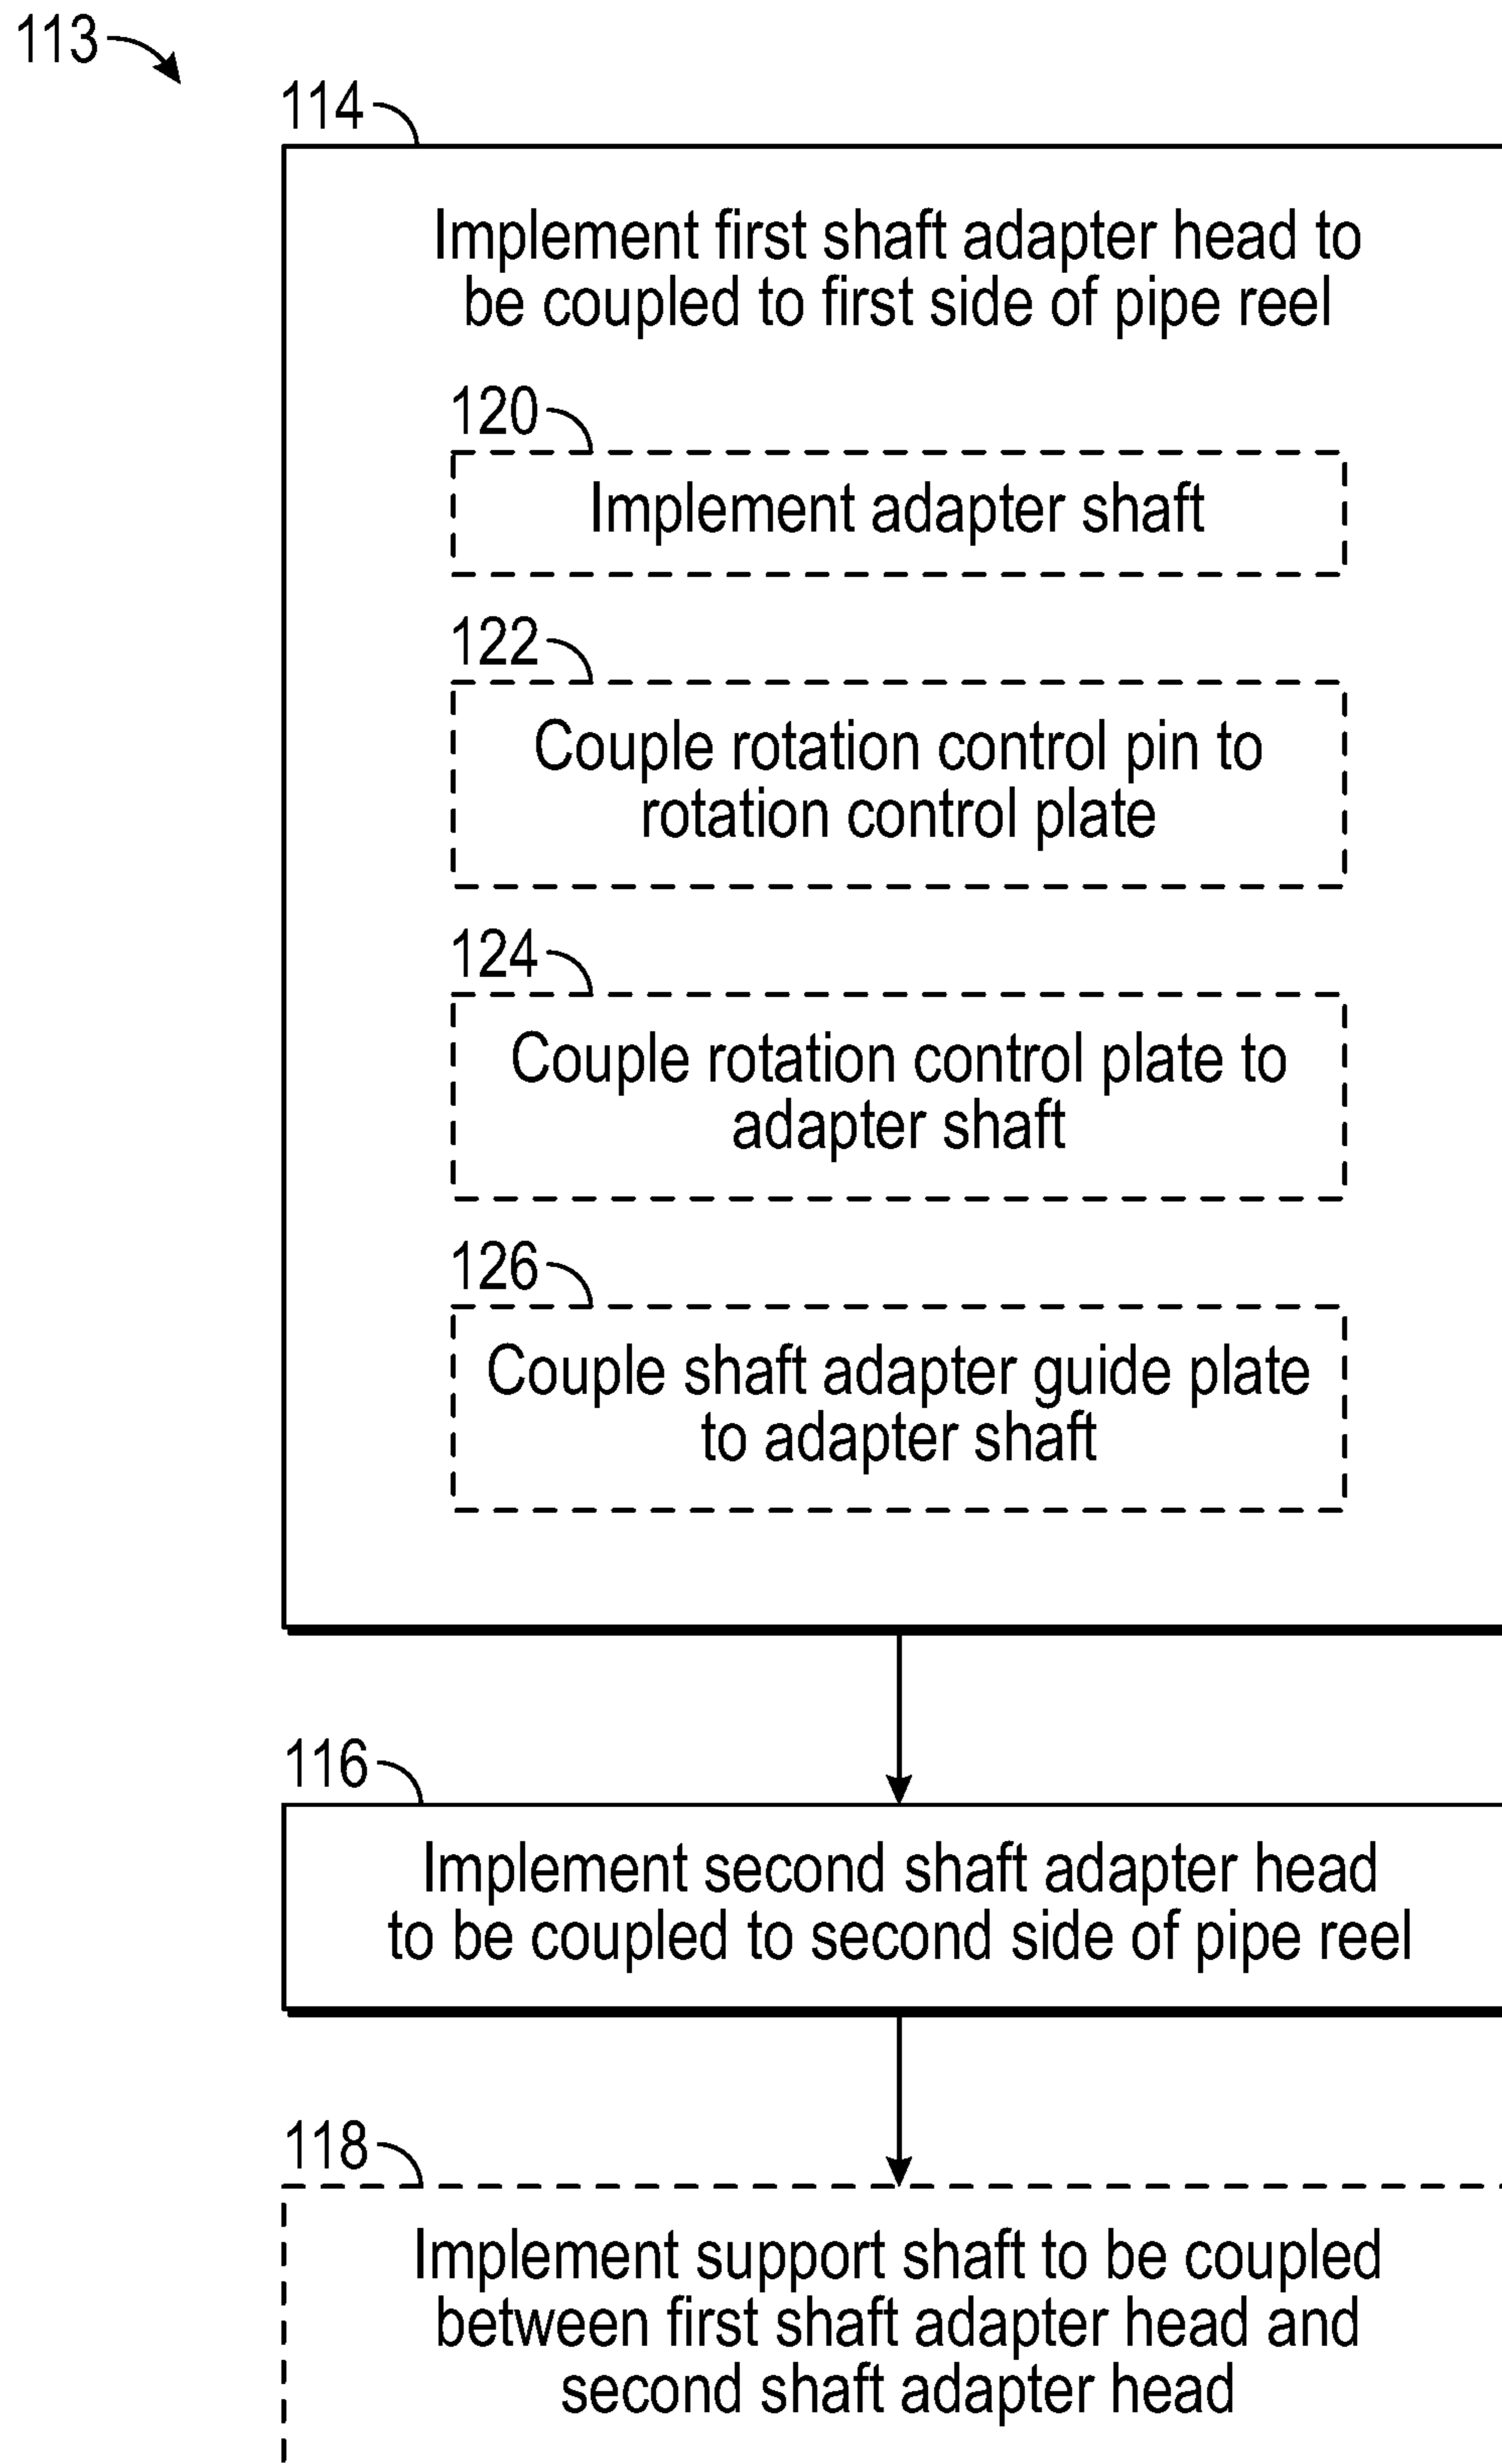 113
114
Implement first shaft adapter head to
be coupled to first side of pipe reel
120
Implement adapter shaft
122
Couple rotation control pin to
rotation control plate
124
Couple rotation control plate to
adapter shaft
126
Couple shaft adapter guide plate
to adapter shaft
116
Implement second shaft adapter head
to be coupled to second side of pipe reel
118
Implement support shaft to be coupled
between first shaft adapter head and
second shaft adapter head